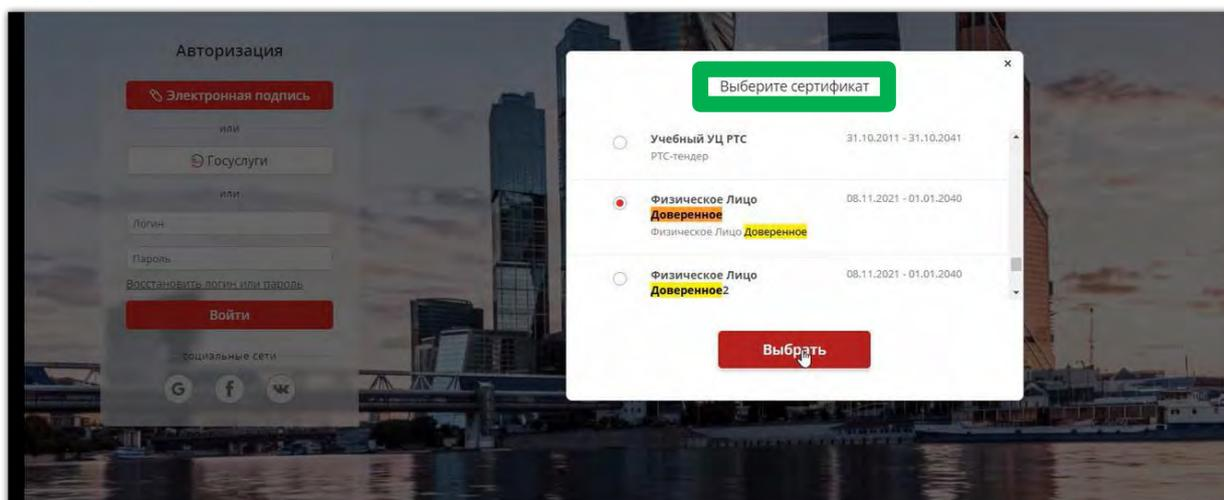 Авторизация
Электронная подпись
или
Госуслуги
или
Логин
Пароль
Восстановить логин или пароль
Войти
социальные сети
G f
Выберите сертификат
×
Учебный УЦ РТС 31.10.2011 - 31.10.2041
РТС-тендер
Физическое Лицо 08.11.2021 - 01.01.2040
Доверенное
Физическое Лицо Доверенное
Физическое Лицо 08.11.2021 - 01.01.2040
Доверенное2
Выбрать